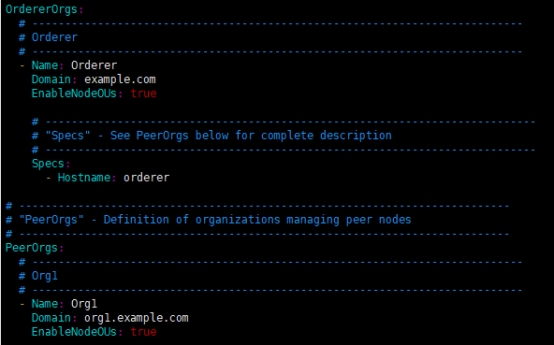 OrdererOrgs:
# ---------------------------------------------------------------------------
# Orderer
# ---------------------------------------------------------------------------
- Name: Orderer
Domain: example.com
EnableNodeOUs: true
# ---------------------------------------------------------------------------
# "Specs" - See PeerOrgs below for complete description
# ---------------------------------------------------------------------------
Specs:
- Hostname: orderer
# ---------------------------------------------------------------------------
# "PeerOrgs" - Definition of organizations managing peer nodes
# ---------------------------------------------------------------------------
PeerOrgs:
# ---------------------------------------------------------------------------
# Org1
# ---------------------------------------------------------------------------
- Name: Org1
Domain: org1.example.com
EnableNodeOUs: true